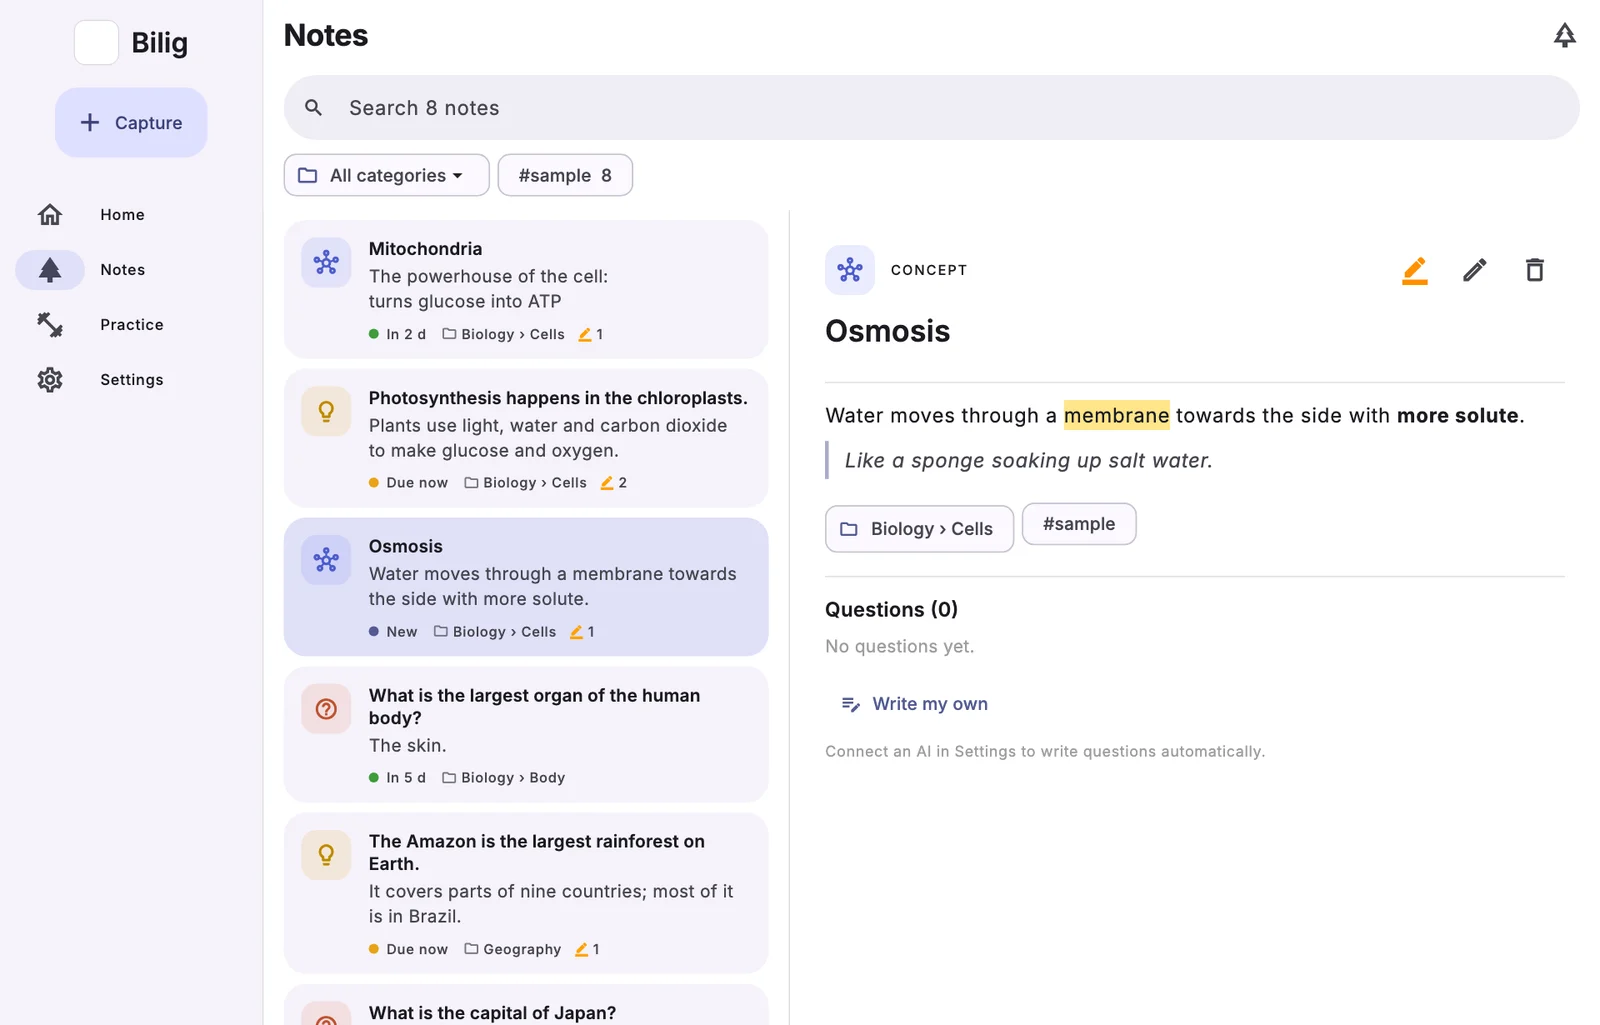 Bilig
Capture
Home
Notes
Practice
Settings
Notes
Search 8 notes
All categories
#sample 8
Mitochondria
The powerhouse of the cell:
turns glucose into ATP
In 2 d Biology › Cells 1
Photosynthesis happens in the chloroplasts.
Plants use light, water and carbon dioxide
to make glucose and oxygen.
Due now Biology › Cells 2
Osmosis
Water moves through a membrane towards
the side with more solute.
New Biology › Cells 1
What is the largest organ of the human
body?
The skin.
In 5 d Biology › Body
The Amazon is the largest rainforest on
Earth.
It covers parts of nine countries; most of it
is in Brazil.
Due now Geography 1
What is the capital of Japan?
CONCEPT
Osmosis
Water moves through a membrane towards the side with more solute.
Like a sponge soaking up salt water.
Biology › Cells #sample
Questions (0)
No questions yet.
Write my own
Connect an AI in Settings to write questions automatically.